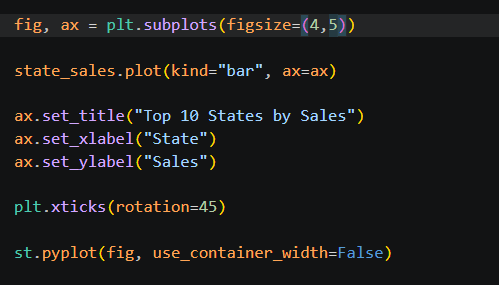 fig, ax = plt.subplots(figsize=(4,5))
state_sales.plot(kind="bar", ax=ax)
ax.set_title("Top 10 States by Sales")
ax.set_xlabel("State")
ax.set_ylabel("Sales")
plt.xticks(rotation=45)
st.pyplot(fig, use_container_width=False)